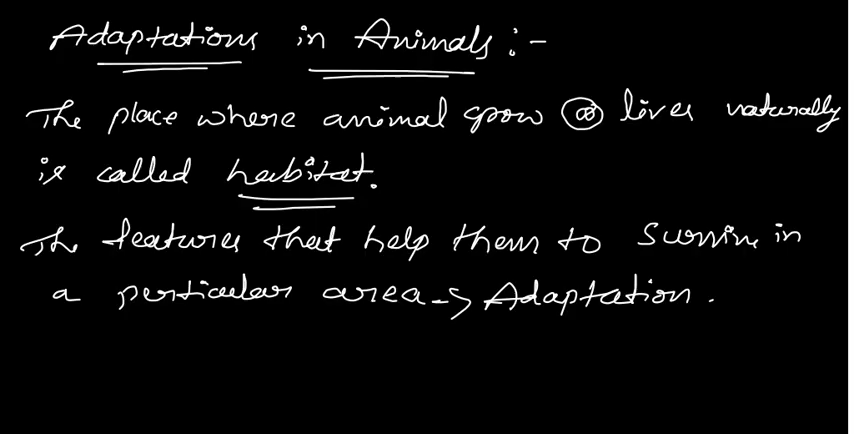 Adaptations in Animals :-
The place where animal grow or lives naturally
is called habitat.
The features that help them to survive in
a particular area → Adaptation.